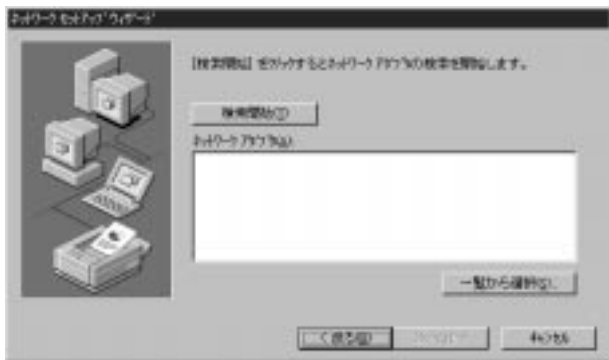 ネットワーク セットアップ ウィザード
[検索開始] をクリックするとネットワーク アダプタの検索を開始します。
検索開始(T)
ネットワーク アダプタ(A):
一覧から選択(S)...
< 戻る(B)
キャンセル